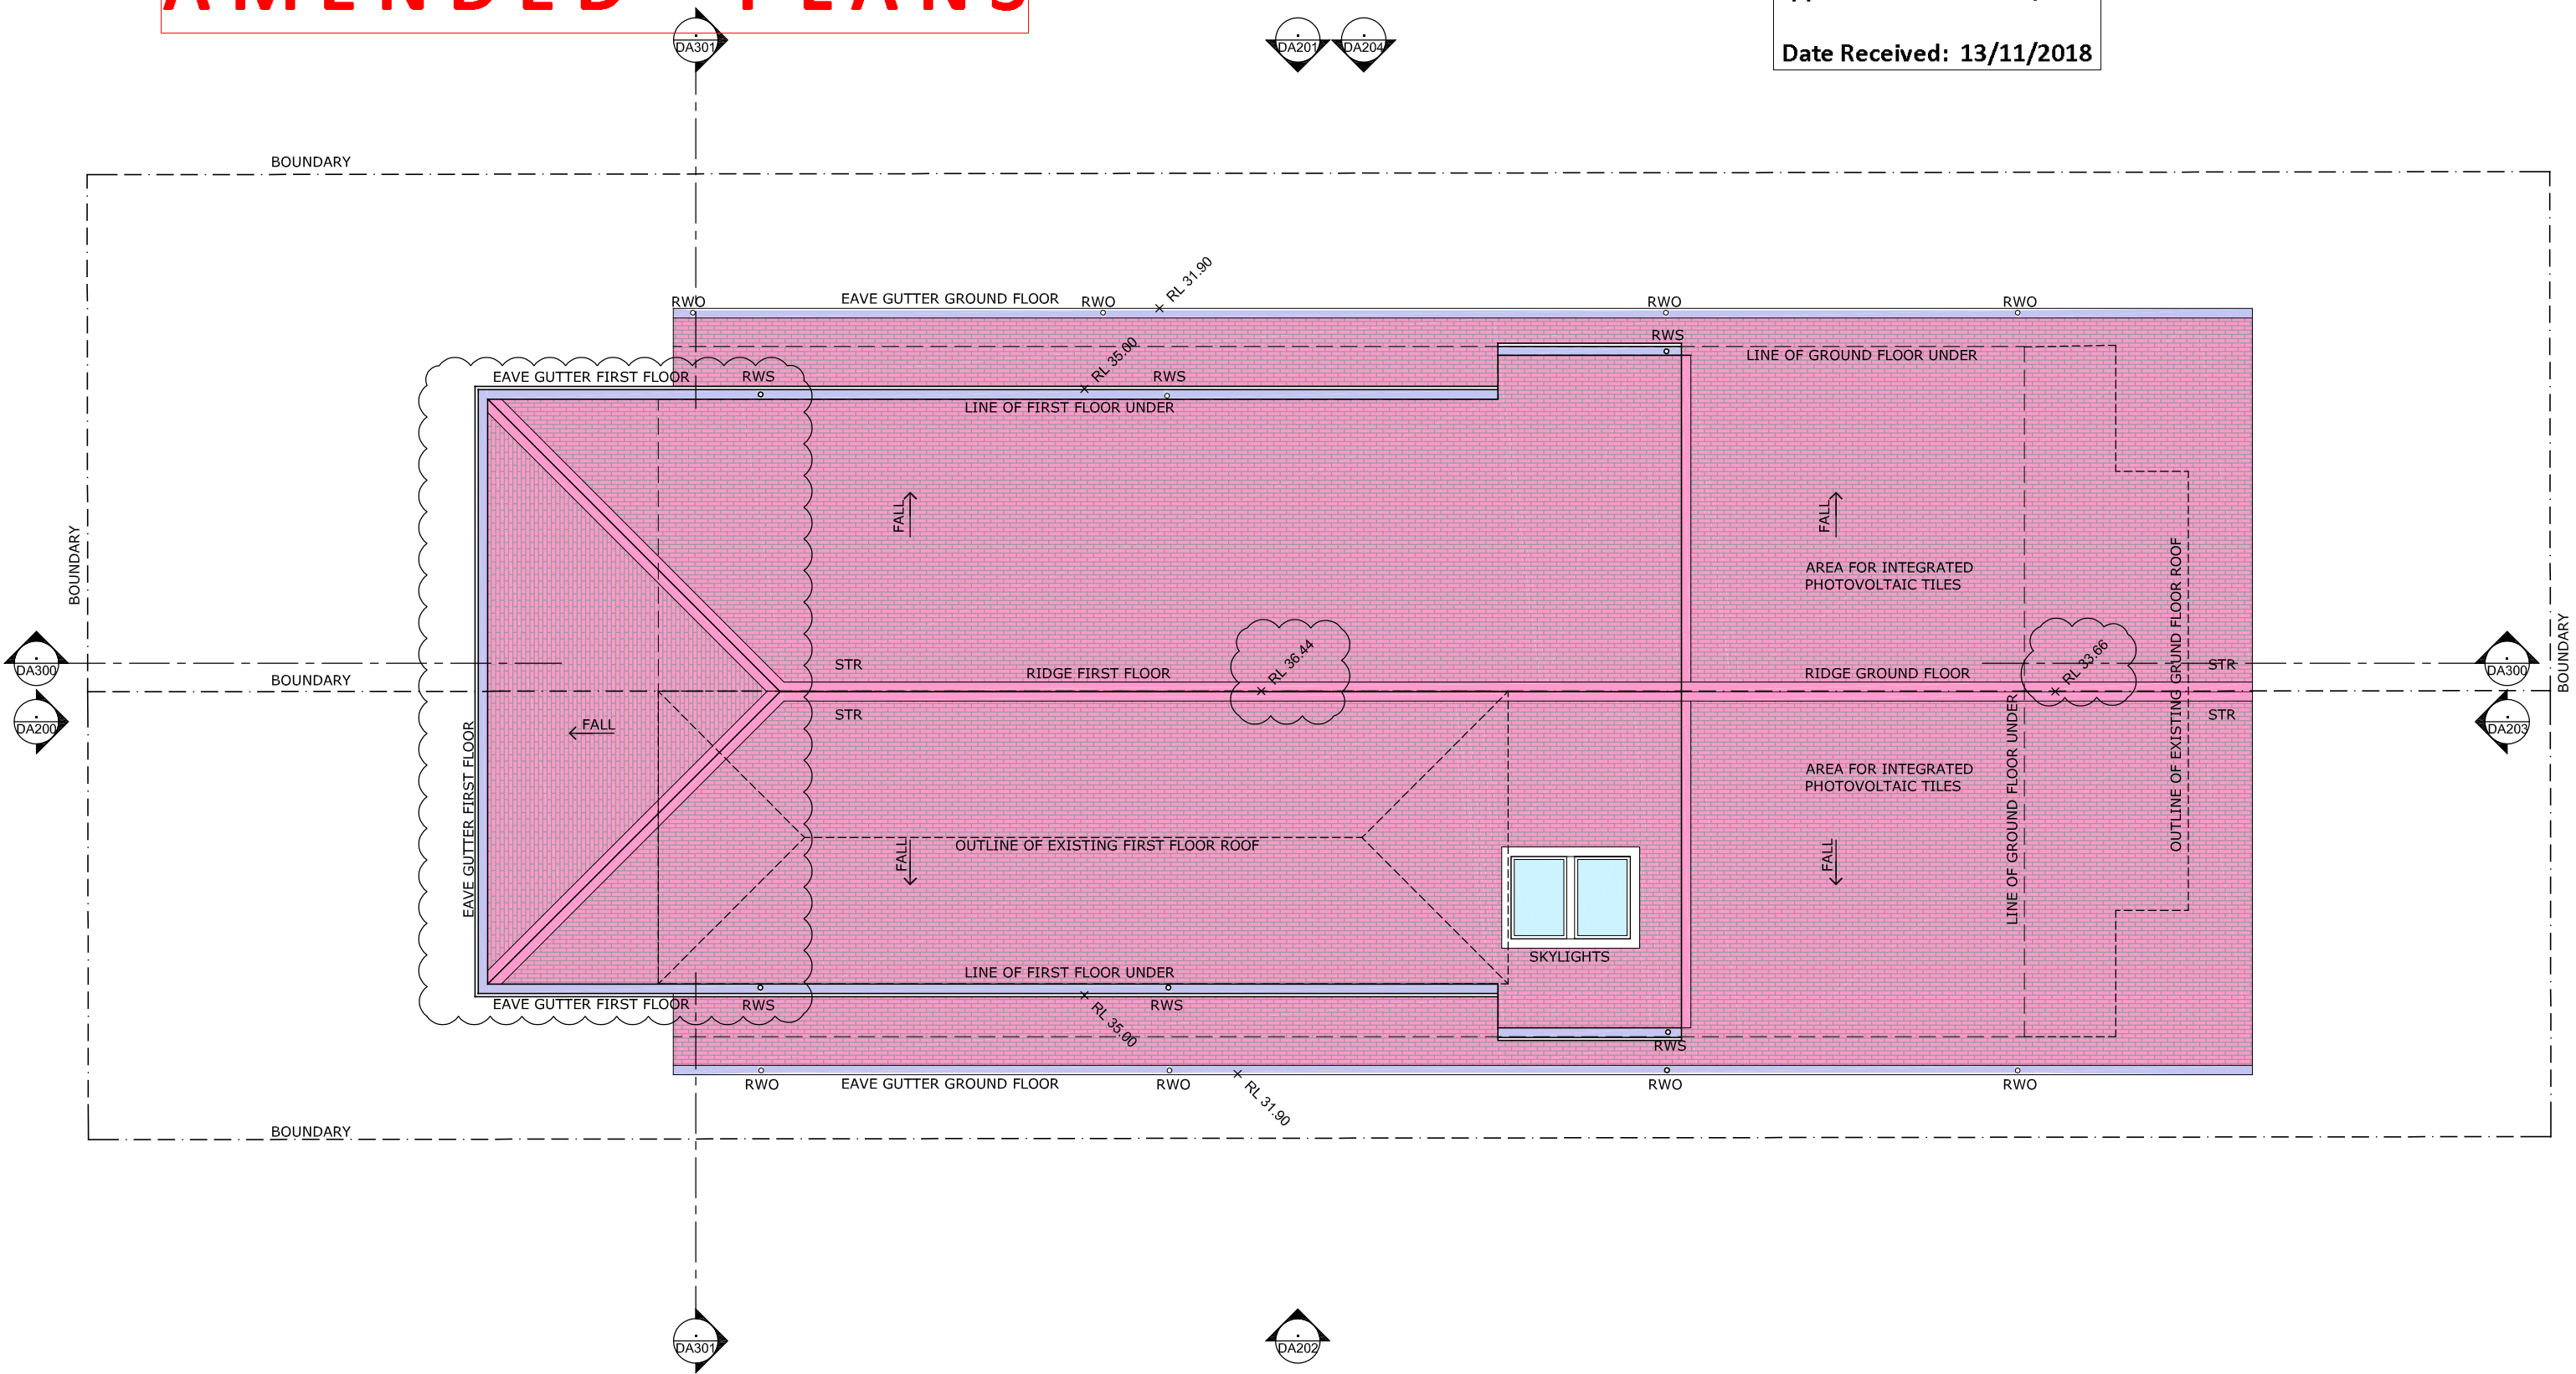 AMENDED PLANS
Date Received: 13/11/2018
DA301
DA201
DA204
BOUNDARY
RL 31.90
RWO
EAVE GUTTER GROUND FLOOR
RWO
RWO
RWO
RWS
RL 35.00
LINE OF GROUND FLOOR UNDER
EAVE GUTTER FIRST FLOOR
RWS
RWS
LINE OF FIRST FLOOR UNDER
FALL
FALL
BOUNDARY
AREA FOR INTEGRATED
PHOTOVOLTAIC TILES
OUTLINE OF EXISTING GRUND FLOOR ROOF
BOUNDARY
DA300
STR
RL 36.44
RL 33.66
STR
DA300
BOUNDARY
RIDGE FIRST FLOOR
RIDGE GROUND FLOOR
DA200
FALL
STR
STR
DA203
EAVE GUTTER FIRST FLOOR
LINE OF GROUND FLOOR UNDER
AREA FOR INTEGRATED
PHOTOVOLTAIC TILES
OUTLINE OF EXISTING FIRST FLOOR ROOF
FALL
FALL
SKYLIGHTS
LINE OF FIRST FLOOR UNDER
EAVE GUTTER FIRST FLOOR
RWS
RWS
RL 35.00
RWS
RWO
EAVE GUTTER GROUND FLOOR
RWO
RL 31.90
RWO
RWO
BOUNDARY
DA301
DA202